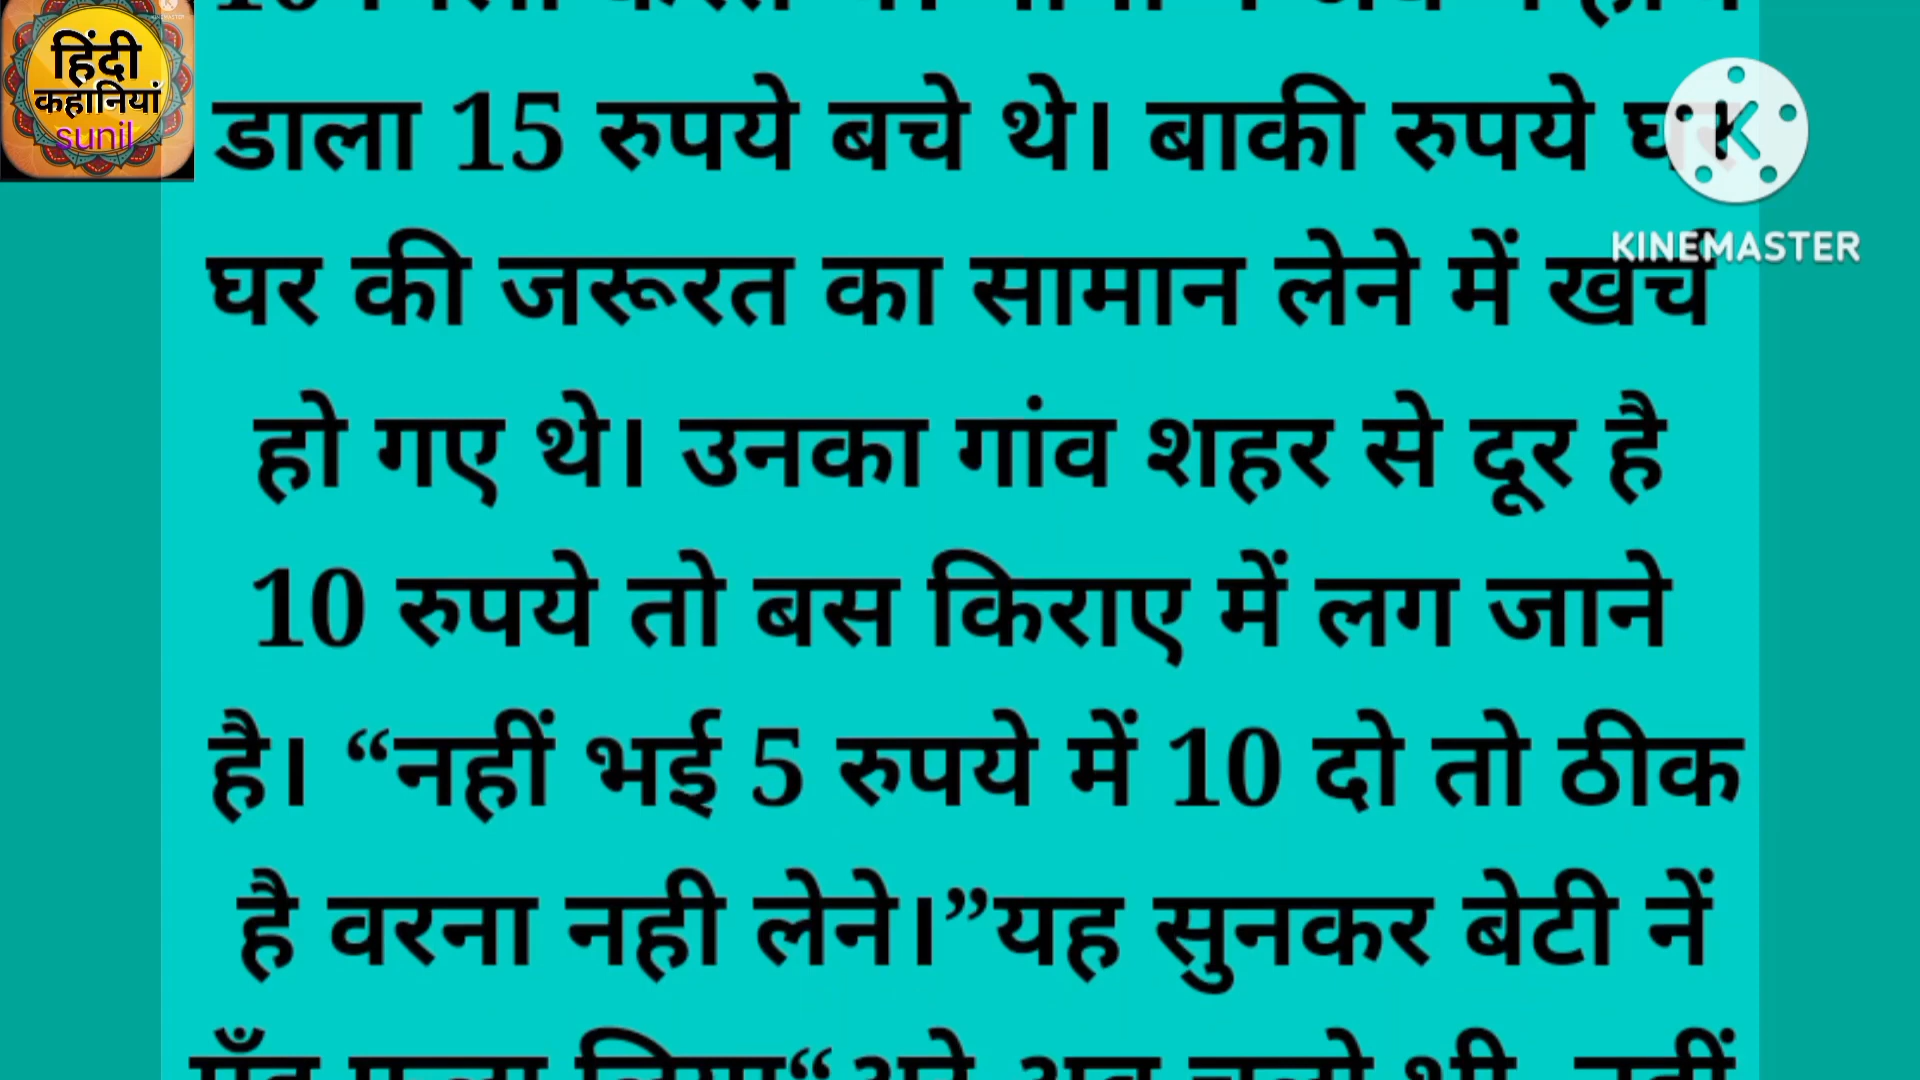 हिंदी
कहानियां
sunil
डाला 15 रुपये बचे थे। बाकी रुपये घर
घर की जरूरत का सामान लेने में खर्च
हो गए थे। उनका गांव शहर से दूर है
10 रुपये तो बस किराए में लग जाने
है। “नहीं भई 5 रुपये में 10 दो तो ठीक
है वरना नही लेने।”यह सुनकर बेटी नें
KINEMASTER